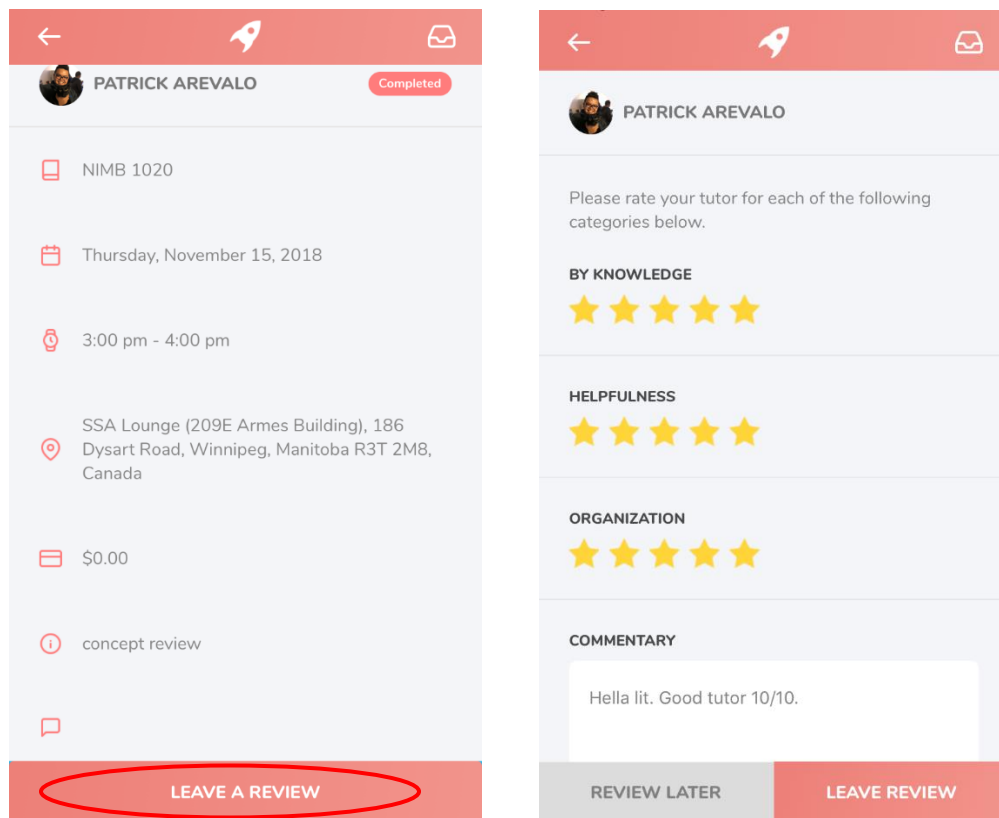 PATRICK AREVALO
Completed
NIMB 1020
Thursday, November 15, 2018
3:00 pm - 4:00 pm
SSA Lounge (209E Armes Building), 186
Dysart Road, Winnipeg, Manitoba R3T 2M8,
Canada
$0.00
concept review
LEAVE A REVIEW
PATRICK AREVALO
Please rate your tutor for each of the following
categories below.
BY KNOWLEDGE
HELPFULNESS
ORGANIZATION
COMMENTARY
Hella lit. Good tutor 10/10.
REVIEW LATER
LEAVE REVIEW